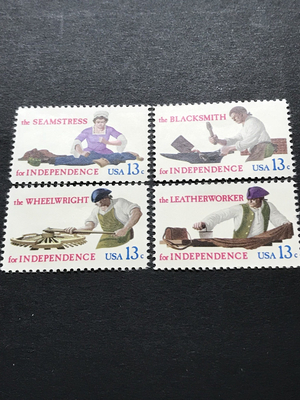 the SEAMSTRESS
for INDEPENDENCE USA 13c
the BLACKSMITH
for INDEPENDENCE USA 13c
the WHEELWRIGHT
for INDEPENDENCE USA 13c
the LEATHERWORKER
for INDEPENDENCE USA 13c